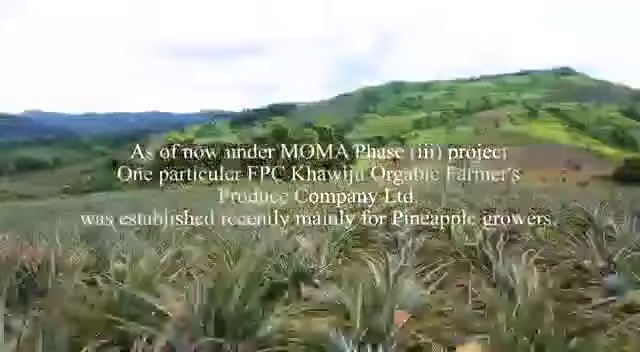 As of now under MOMA Phase (iii) project
One particular FPC Khawiju Organic Farmer's
Produce Company Ltd
was established recently mainly for Pineapple growers.